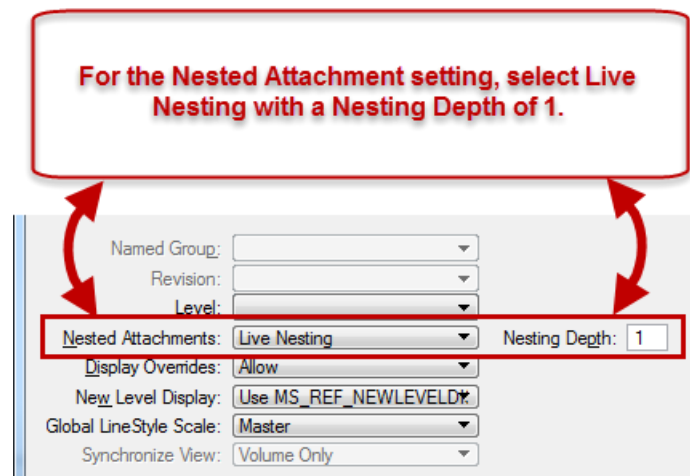 For the Nested Attachment setting, select Live
Nesting with a Nesting Depth of 1.
Named Group:
Revision:
Level:
Nested Attachments: Live Nesting Nesting Depth: 1
Display Overrides: Allow
New Level Display: Use MS_REF_NEWLEVELDI
Global LineStyle Scale: Master
Synchronize View: Volume Only